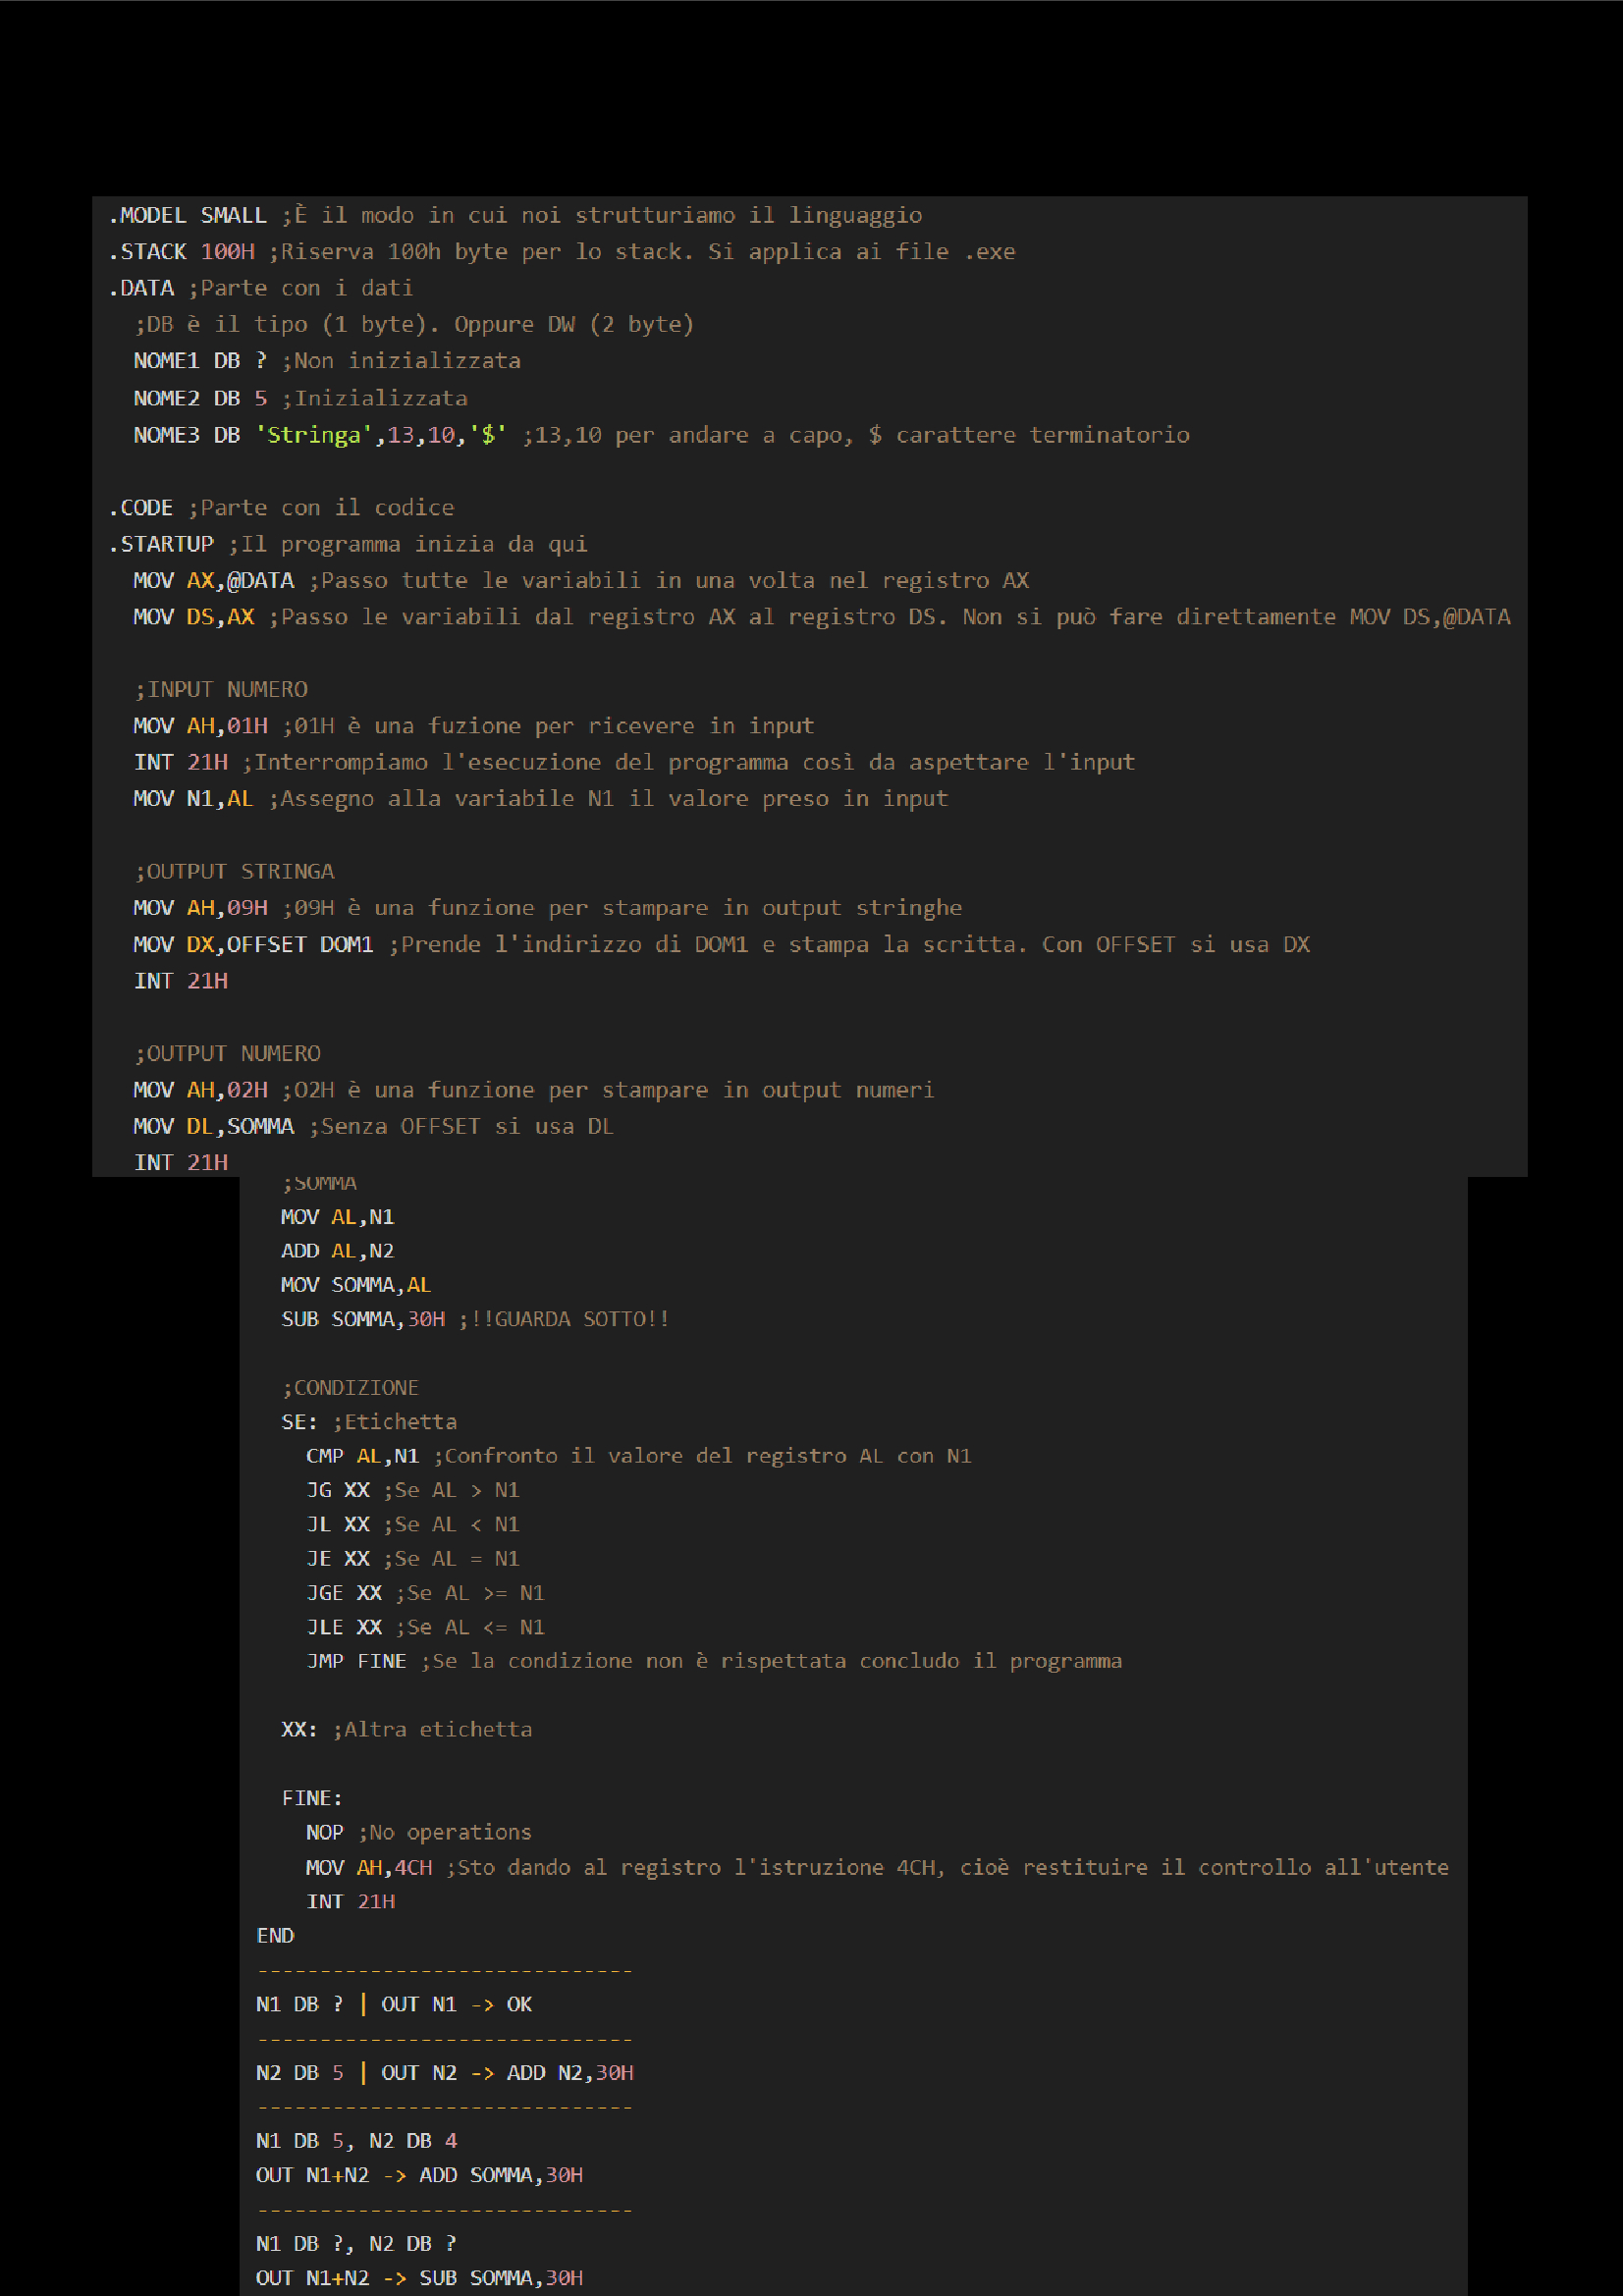 .MODEL SMALL ;È il modo in cui noi strutturiamo il linguaggio
.STACK 100H ;Riserva 100h byte per lo stack. Si applica ai file .exe
.DATA ;Parte con i dati
;DB è il tipo (1 byte). Oppure DW (2 byte)
NOME1 DB ? ;Non inizializzata
NOME2 DB 5 ;Inizializzata
NOME3 DB 'Stringa',13,10,'$' ;13,10 per andare a capo, $ carattere terminatorio
.CODE ;Parte con il codice
.STARTUP ;Il programma inizia da qui
MOV AX,@DATA ;Passo tutte le variabili in una volta nel registro AX
MOV DS,AX ;Passo le variabili dal registro AX al registro DS. Non si può fare direttamente MOV DS,@DATA
;INPUT NUMERO
MOV AH,01H ;01H è una fuzione per ricevere in input
INT 21H ;Interrompiamo l'esecuzione del programma così da aspettare l'input
MOV N1,AL ;Assegno alla variabile N1 il valore preso in input
;OUTPUT STRINGA
MOV AH,09H ;09H è una funzione per stampare in output stringhe
MOV DX,OFFSET DOM1 ;Prende l'indirizzo di DOM1 e stampa la scritta. Con OFFSET si usa DX
INT 21H
;OUTPUT NUMERO
MOV AH,02H ;O2H è una funzione per stampare in output numeri
MOV DL,SOMMA ;Senza OFFSET si usa DL
INT 21H
;SOMMA
MOV AL,N1
ADD AL,N2
MOV SOMMA,AL
SUB SOMMA,30H ;!!GUARDA SOTTO!!
;CONDIZIONE
SE: ;Etichetta
CMP AL,N1 ;Confronto il valore del registro AL con N1
JG XX ;Se AL > N1
JL XX ;Se AL < N1
JE XX ;Se AL = N1
JGE XX ;Se AL >= N1
JLE XX ;Se AL <= N1
JMP FINE ;Se la condizione non è rispettata concludo il programma
XX: ;Altra etichetta
FINE:
NOP ;No operations
MOV AH,4CH ;Sto dando al registro l'istruzione 4CH, cioè restituire il controllo all'utente
INT 21H
END
------------------------------
N1 DB ? | OUT N1 -> OK
------------------------------
N2 DB 5 | OUT N2 -> ADD N2,30H
------------------------------
N1 DB 5, N2 DB 4
OUT N1+N2 -> ADD SOMMA,30H
------------------------------
N1 DB ?, N2 DB ?
OUT N1+N2 -> SUB SOMMA,30H